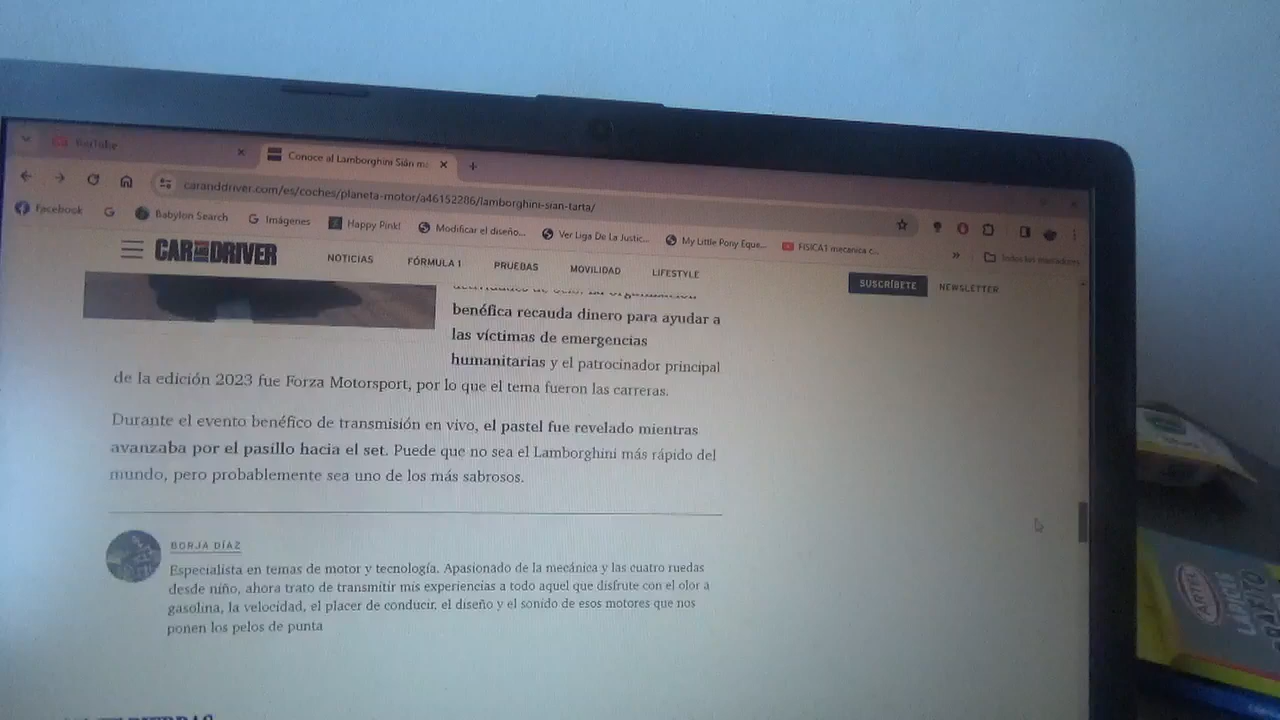 YouTube
Conoce al Lamborghini Sián m
caranddriver.com/es/coches/planeta-motor/a46152286/lamborghini-sian-tarta/
Facebook
Babylon Search
Imágenes
Happy Pink!
Modificar el diseño...
Ver Liga De La Justic...
My Little Pony Eque...
FISICA1 mecanica c...
»
Todos los marcadores
CAR AND DRIVER
NOTICIAS
FÓRMULA 1
PRUEBAS
MOVILIDAD
LIFESTYLE
SUSCRÍBETE
NEWSLETTER
benéfica recauda dinero para ayudar a
las víctimas de emergencias
humanitarias y el patrocinador principal
de la edición 2023 fue Forza Motorsport, por lo que el tema fueron las carreras.
Durante el evento benéfico de transmisión en vivo, el pastel fue revelado mientras
avanzaba por el pasillo hacia el set. Puede que no sea el Lamborghini más rápido del
mundo, pero probablemente sea uno de los más sabrosos.
BORJA DÍAZ
Especialista en temas de motor y tecnología. Apasionado de la mecánica y las cuatro ruedas
desde niño, ahora trato de transmitir mis experiencias a todo aquel que disfrute con el olor a
gasolina, la velocidad, el placer de conducir, el diseño y el sonido de esos motores que nos
ponen los pelos de punta
ARTEL
LAPICES
GRAFITO